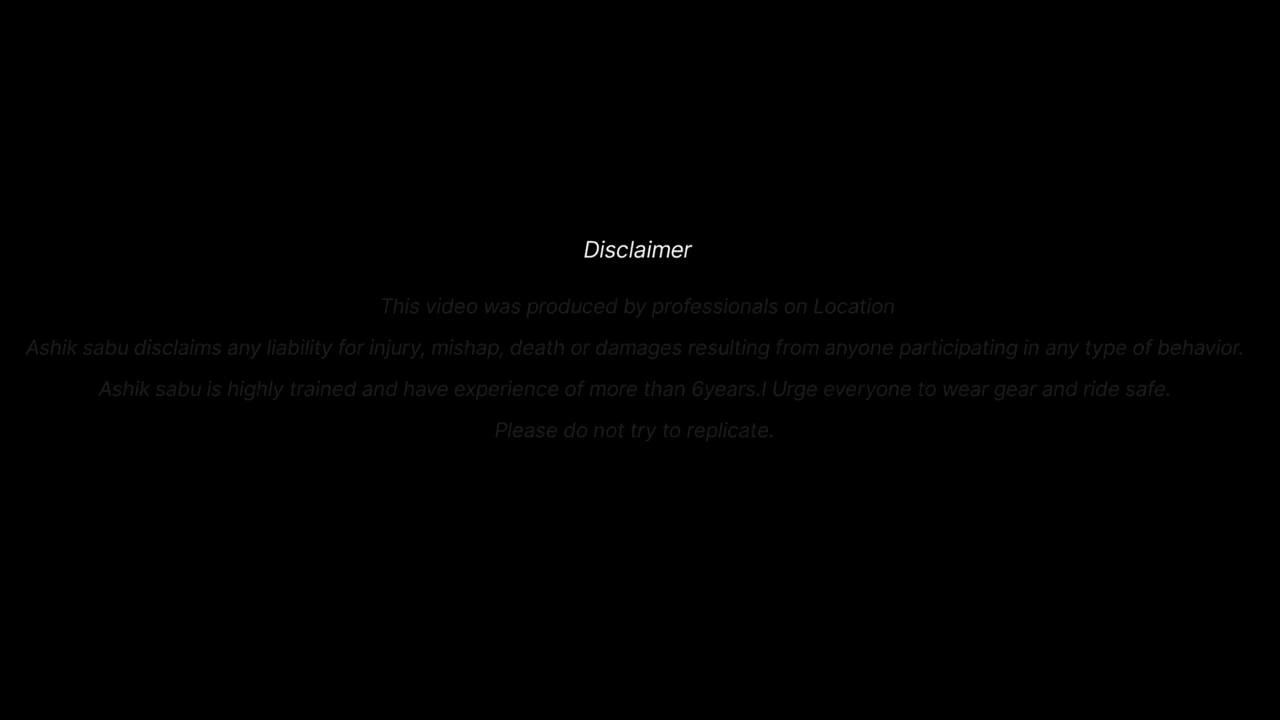 Disclaimer
This video was produced by professionals on Location
Ashik sabu disclaims any liability for injury, mishap, death or damages resulting from anyone participating in any type of behavior.
Ashik sabu is highly trained and have experience of more than 6years.I Urge everyone to wear gear and ride safe.
Please do not try to replicate.